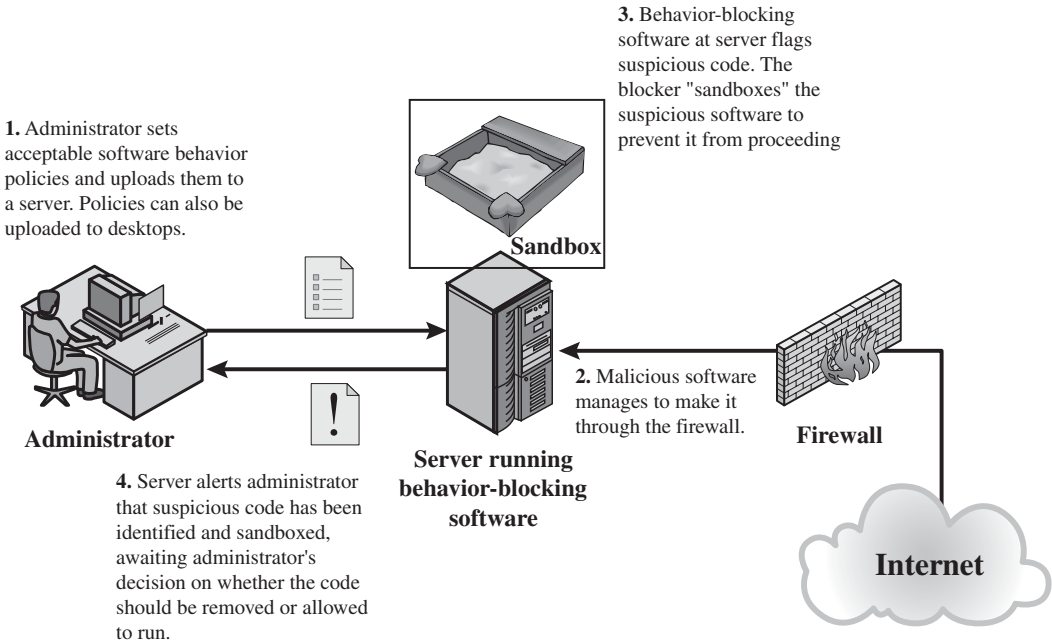 1. Administrator sets
acceptable software behavior
policies and uploads them to
a server. Policies can also be
uploaded to desktops.
3. Behavior-blocking
software at server flags
suspicious code. The
blocker "sandboxes" the
suspicious software to
prevent it from proceeding
Sandbox
Administrator
!
2. Malicious software
manages to make it
through the firewall.
Firewall
Server running
behavior-blocking
software
4. Server alerts administrator
that suspicious code has been
identified and sandboxed,
awaiting administrator's
decision on whether the code
should be removed or allowed
to run.
Internet